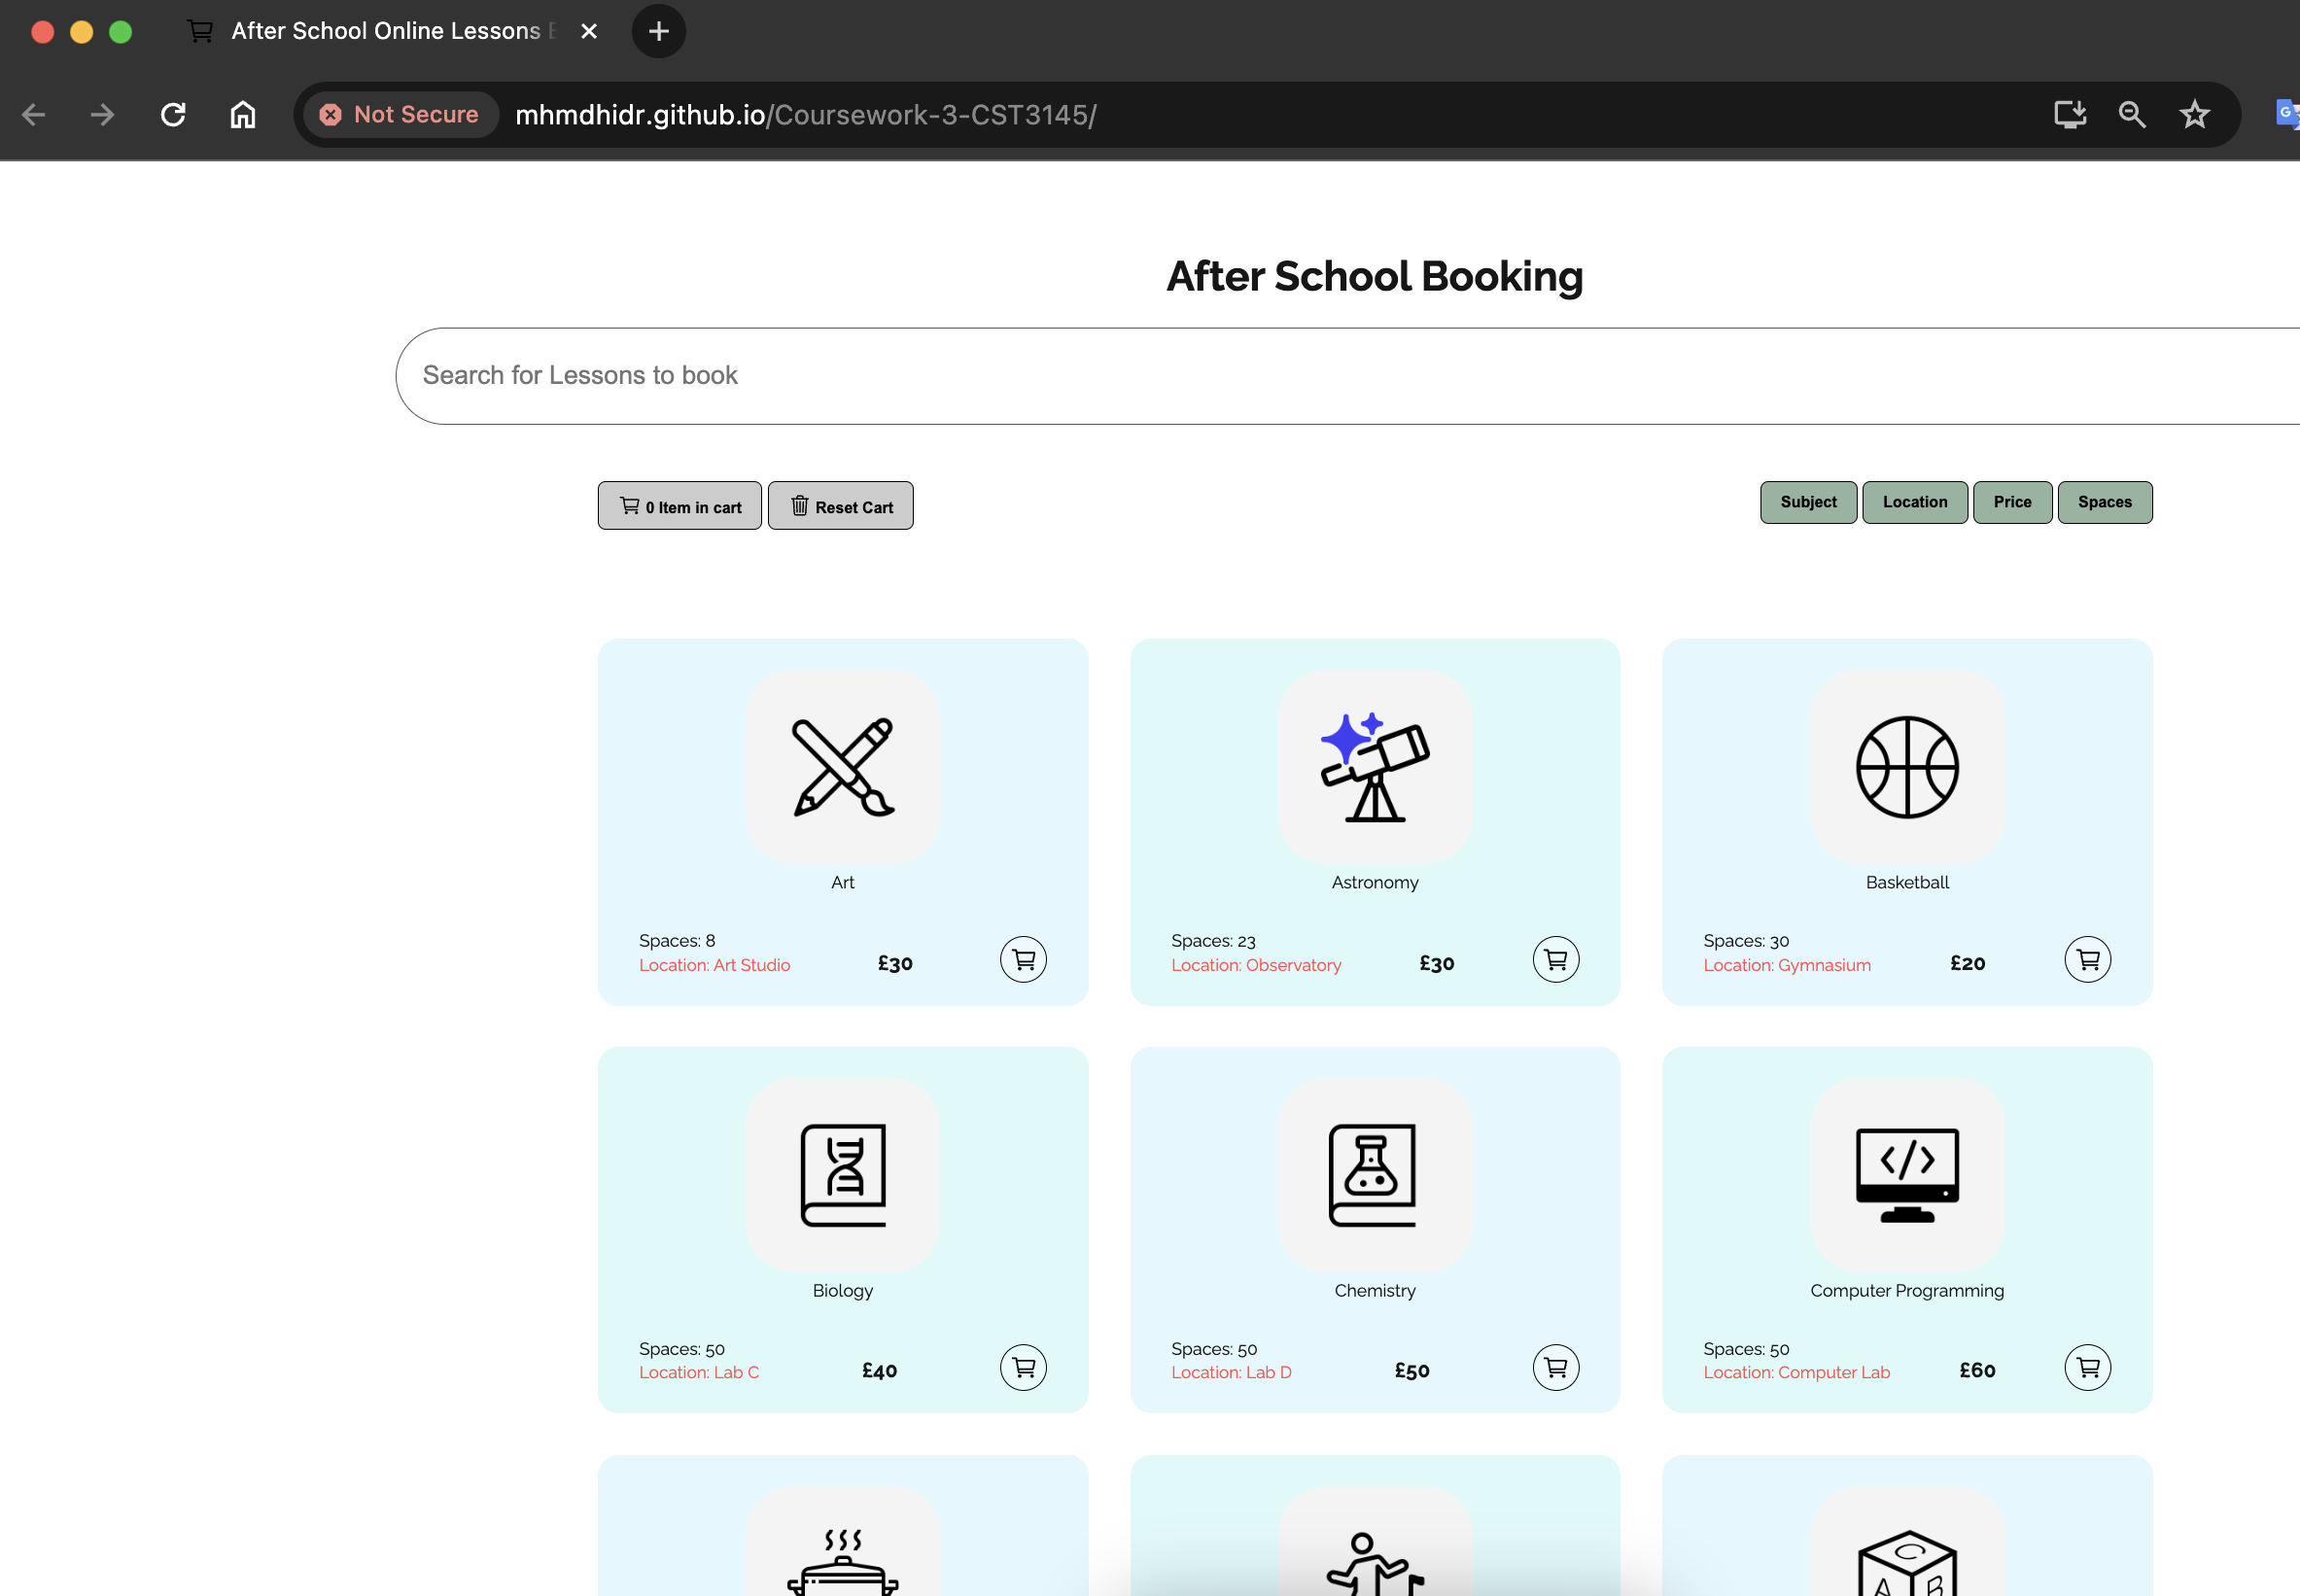 After School Online Lessons
Not Secure
mhmdhidr.github.io/Coursework-3-CST3145/
G
After School Booking
Search for Lessons to book
0 Item in cart
Reset Cart
Subject
Location
Price
Spaces
Art
Spaces: 8
Location: Art Studio
£30
Astronomy
Spaces: 23
Location: Observatory
£30
Basketball
Spaces: 30
Location: Gymnasium
£20
Biology
Spaces: 50
Location: Lab C
£40
Chemistry
Spaces: 50
Location: Lab D
£50
Computer Programming
Spaces: 50
Location: Computer Lab
£60
C
A B